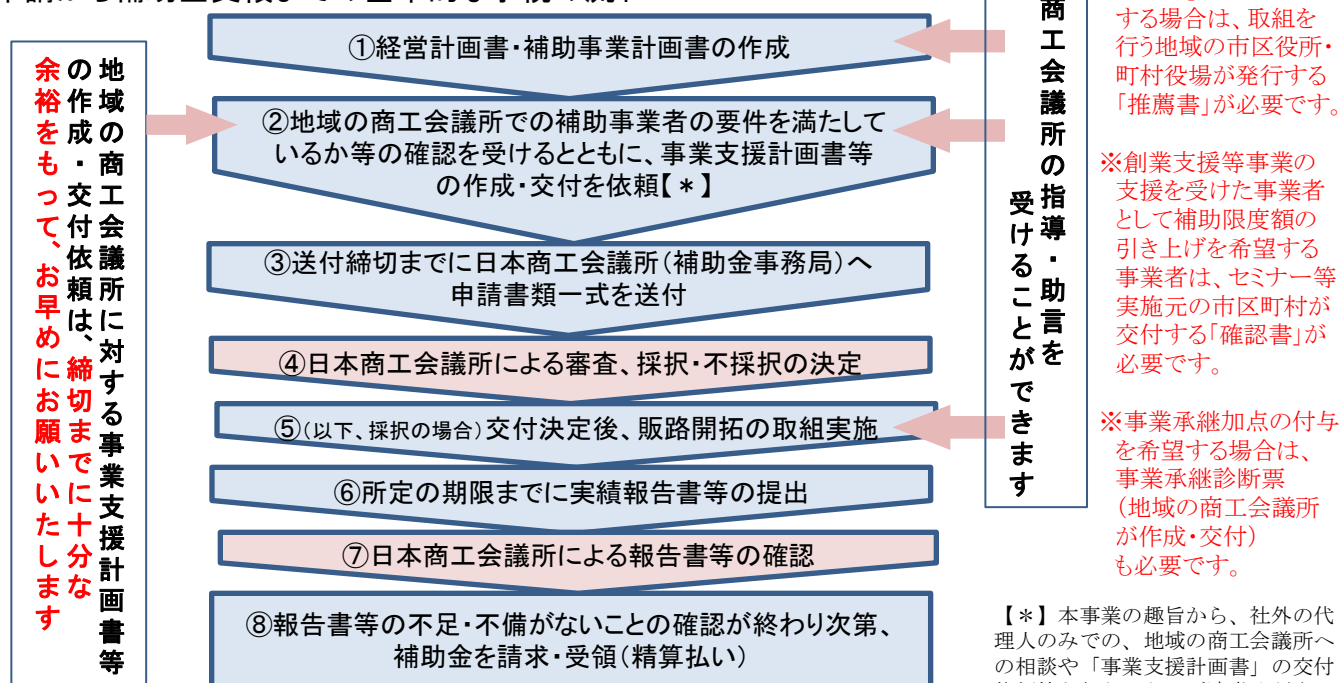 ①経営計画書・補助事業計画書の作成
②地域の商工会議所での補助事業者の要件を満たして
いるか等の確認を受けるとともに、事業支援計画書等
の作成・交付を依頼【＊】
③送付締切までに日本商工会議所（補助金事務局）へ
申請書類一式を送付
④日本商工会議所による審査、採択・不採択の決定
⑤（以下、採択の場合）交付決定後、販路開拓の取組実施
⑥所定の期限までに実績報告書等の提出
⑦日本商工会議所による報告書等の確認
⑧報告書等の不足・不備がないことの確認が終わり次第、
補助金を請求・受領（精算払い）
地域の商工会議所に対する事業支援計画書等
の作成・交付依頼は、締切までに十分な
余裕をもって、お早めにお願いいたします
商工会議所の指導・助言を
受けることができます
する場合は、取組を
行う地域の市区役所・
町村役場が発行する
「推薦書」が必要です。
※創業支援等事業の
支援を受けた事業者
として補助限度額の
引き上げを希望する
事業者は、セミナー等
実施元の市区町村が
交付する「確認書」が
必要です。
※事業承継加点の付与
を希望する場合は、
事業承継診断票
（地域の商工会議所
が作成・交付）
も必要です。
【＊】本事業の趣旨から、社外の代
理人のみでの、地域の商工会議所へ
の相談や「事業支援計画書」の交付